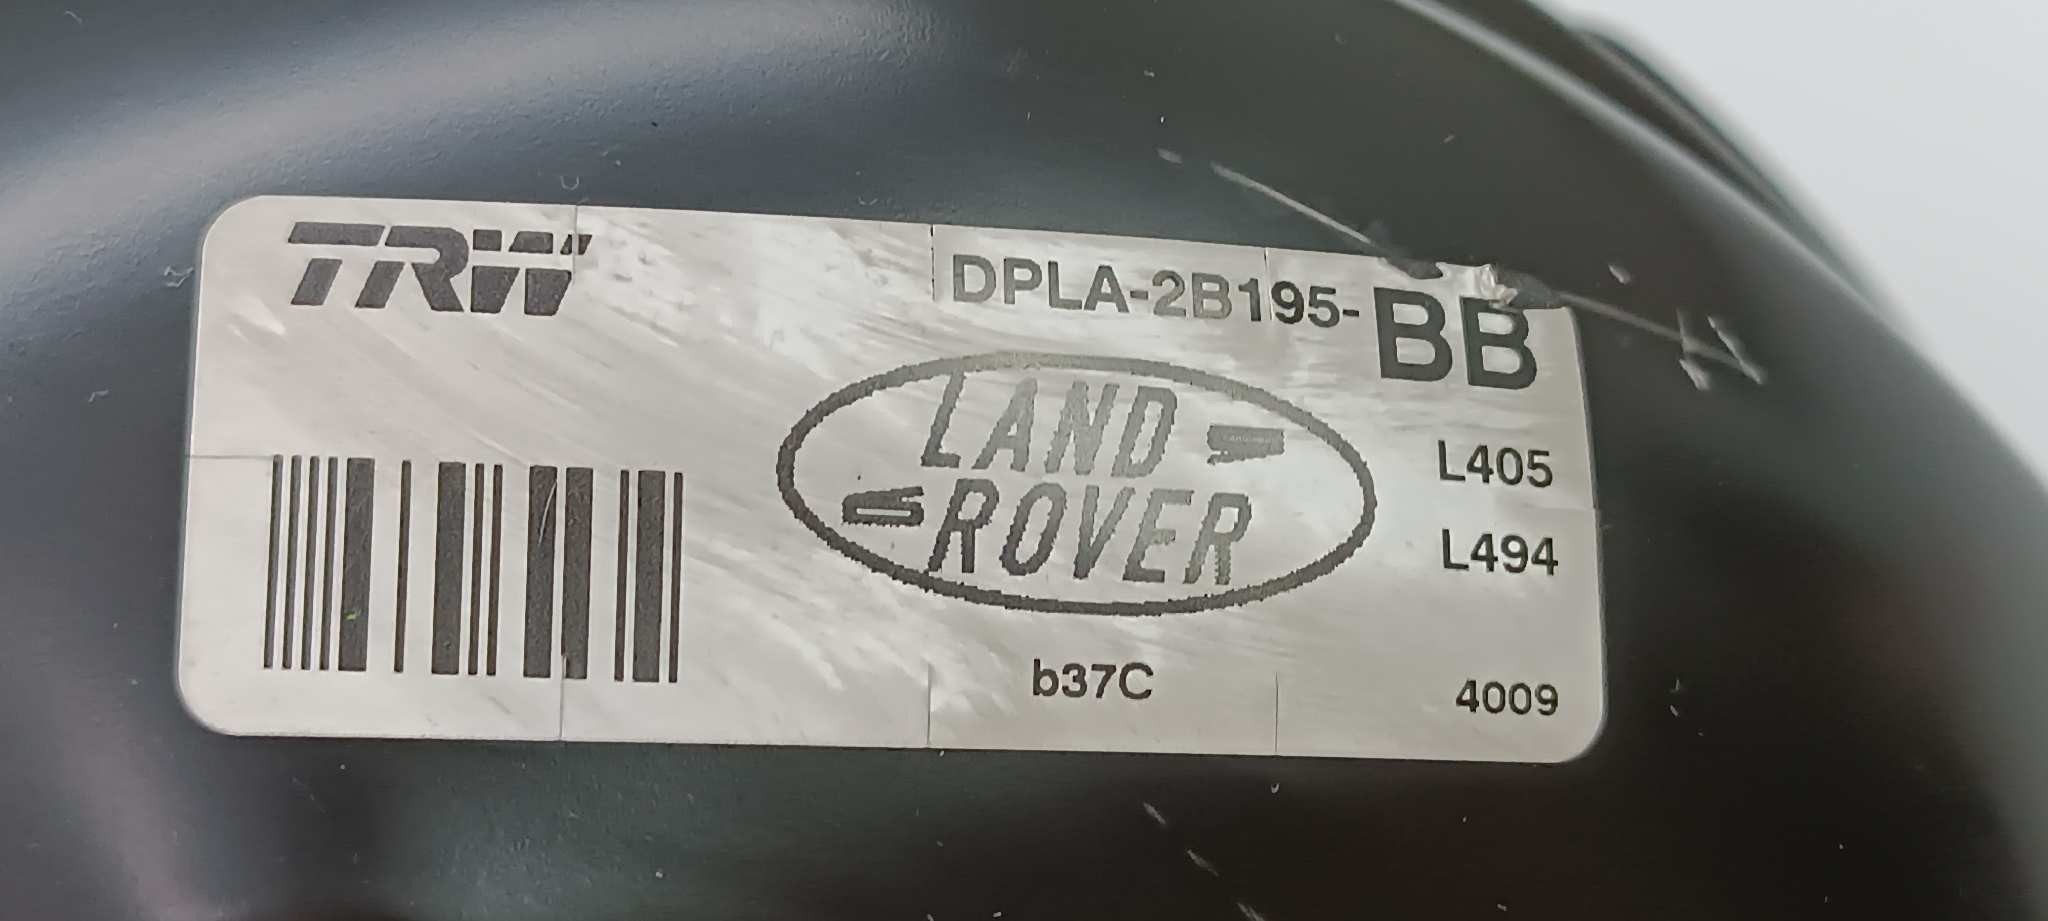 TRW
DPLA-2B195-BB
LAND
ROVER
L405
L494
b37C
4009